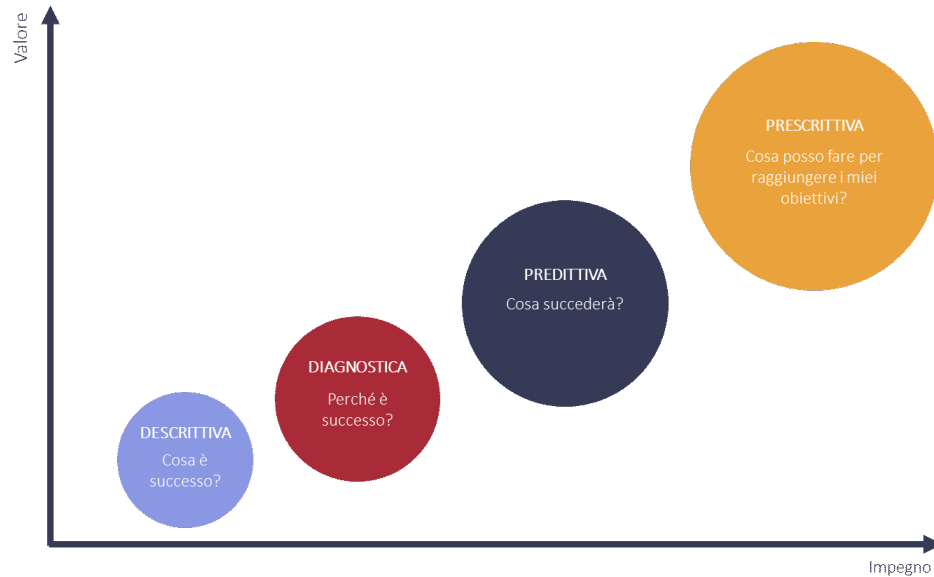 Valore
PRESCRITTIVA
Cosa posso fare per
raggiungere i miei
obiettivi?
PREDITTIVA
Cosa succederà?
DIAGNOSTICA
Perché è
successo?
DESCRITTIVA
Cosa è
successo?
Impegno